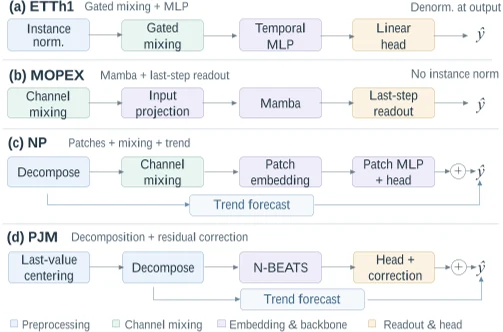 (a) ETTh1 Gated mixing + MLP Denorm. at output
Instance norm.
Gated mixing
Temporal MLP
Linear head
ŷ
(b) MOPEX Mamba + last-step readout No instance norm
Channel mixing
Input projection
Mamba
Last-step readout
ŷ
(c) NP Patches + mixing + trend
Decompose
Channel mixing
Patch embedding
Patch MLP + head
+
ŷ
Trend forecast
(d) PJM Decomposition + residual correction
Last-value centering
Decompose
N-BEATS
Head + correction
+
ŷ
Trend forecast
Preprocessing Channel mixing Embedding & backbone Readout & head